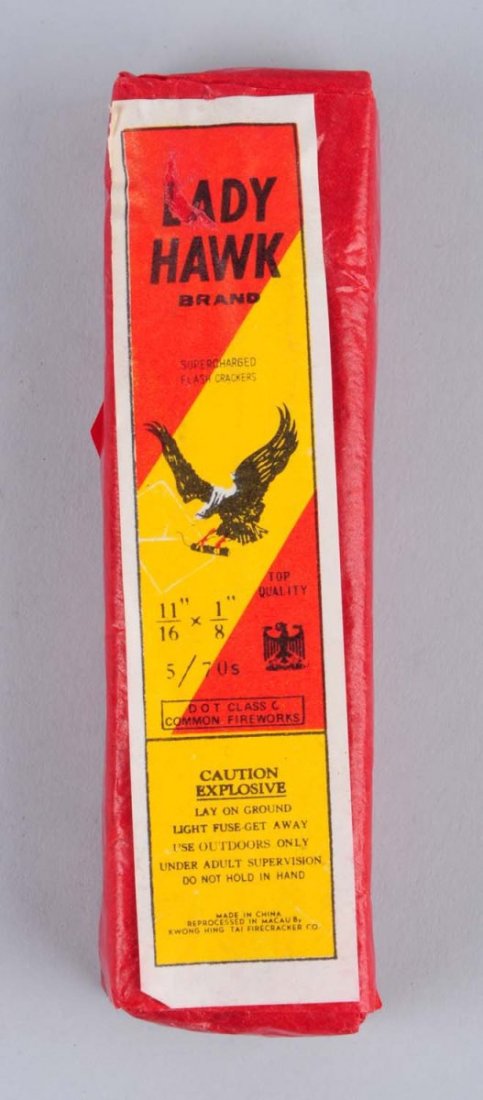 LADY
HAWK
BRAND
SUPERCHARGED
FLASH CRACKERS
TOP
QUALITY
11/16" × 1/8"
5/70s
DOT CLASS C
COMMON FIREWORKS
CAUTION
EXPLOSIVE
LAY ON GROUND
LIGHT FUSE-GET AWAY
USE OUTDOORS ONLY
UNDER ADULT SUPERVISION
DO NOT HOLD IN HAND
MADE IN CHINA
REPROCESSED IN MACAU By
KWONG HING TAI FIRECRACKER CO.